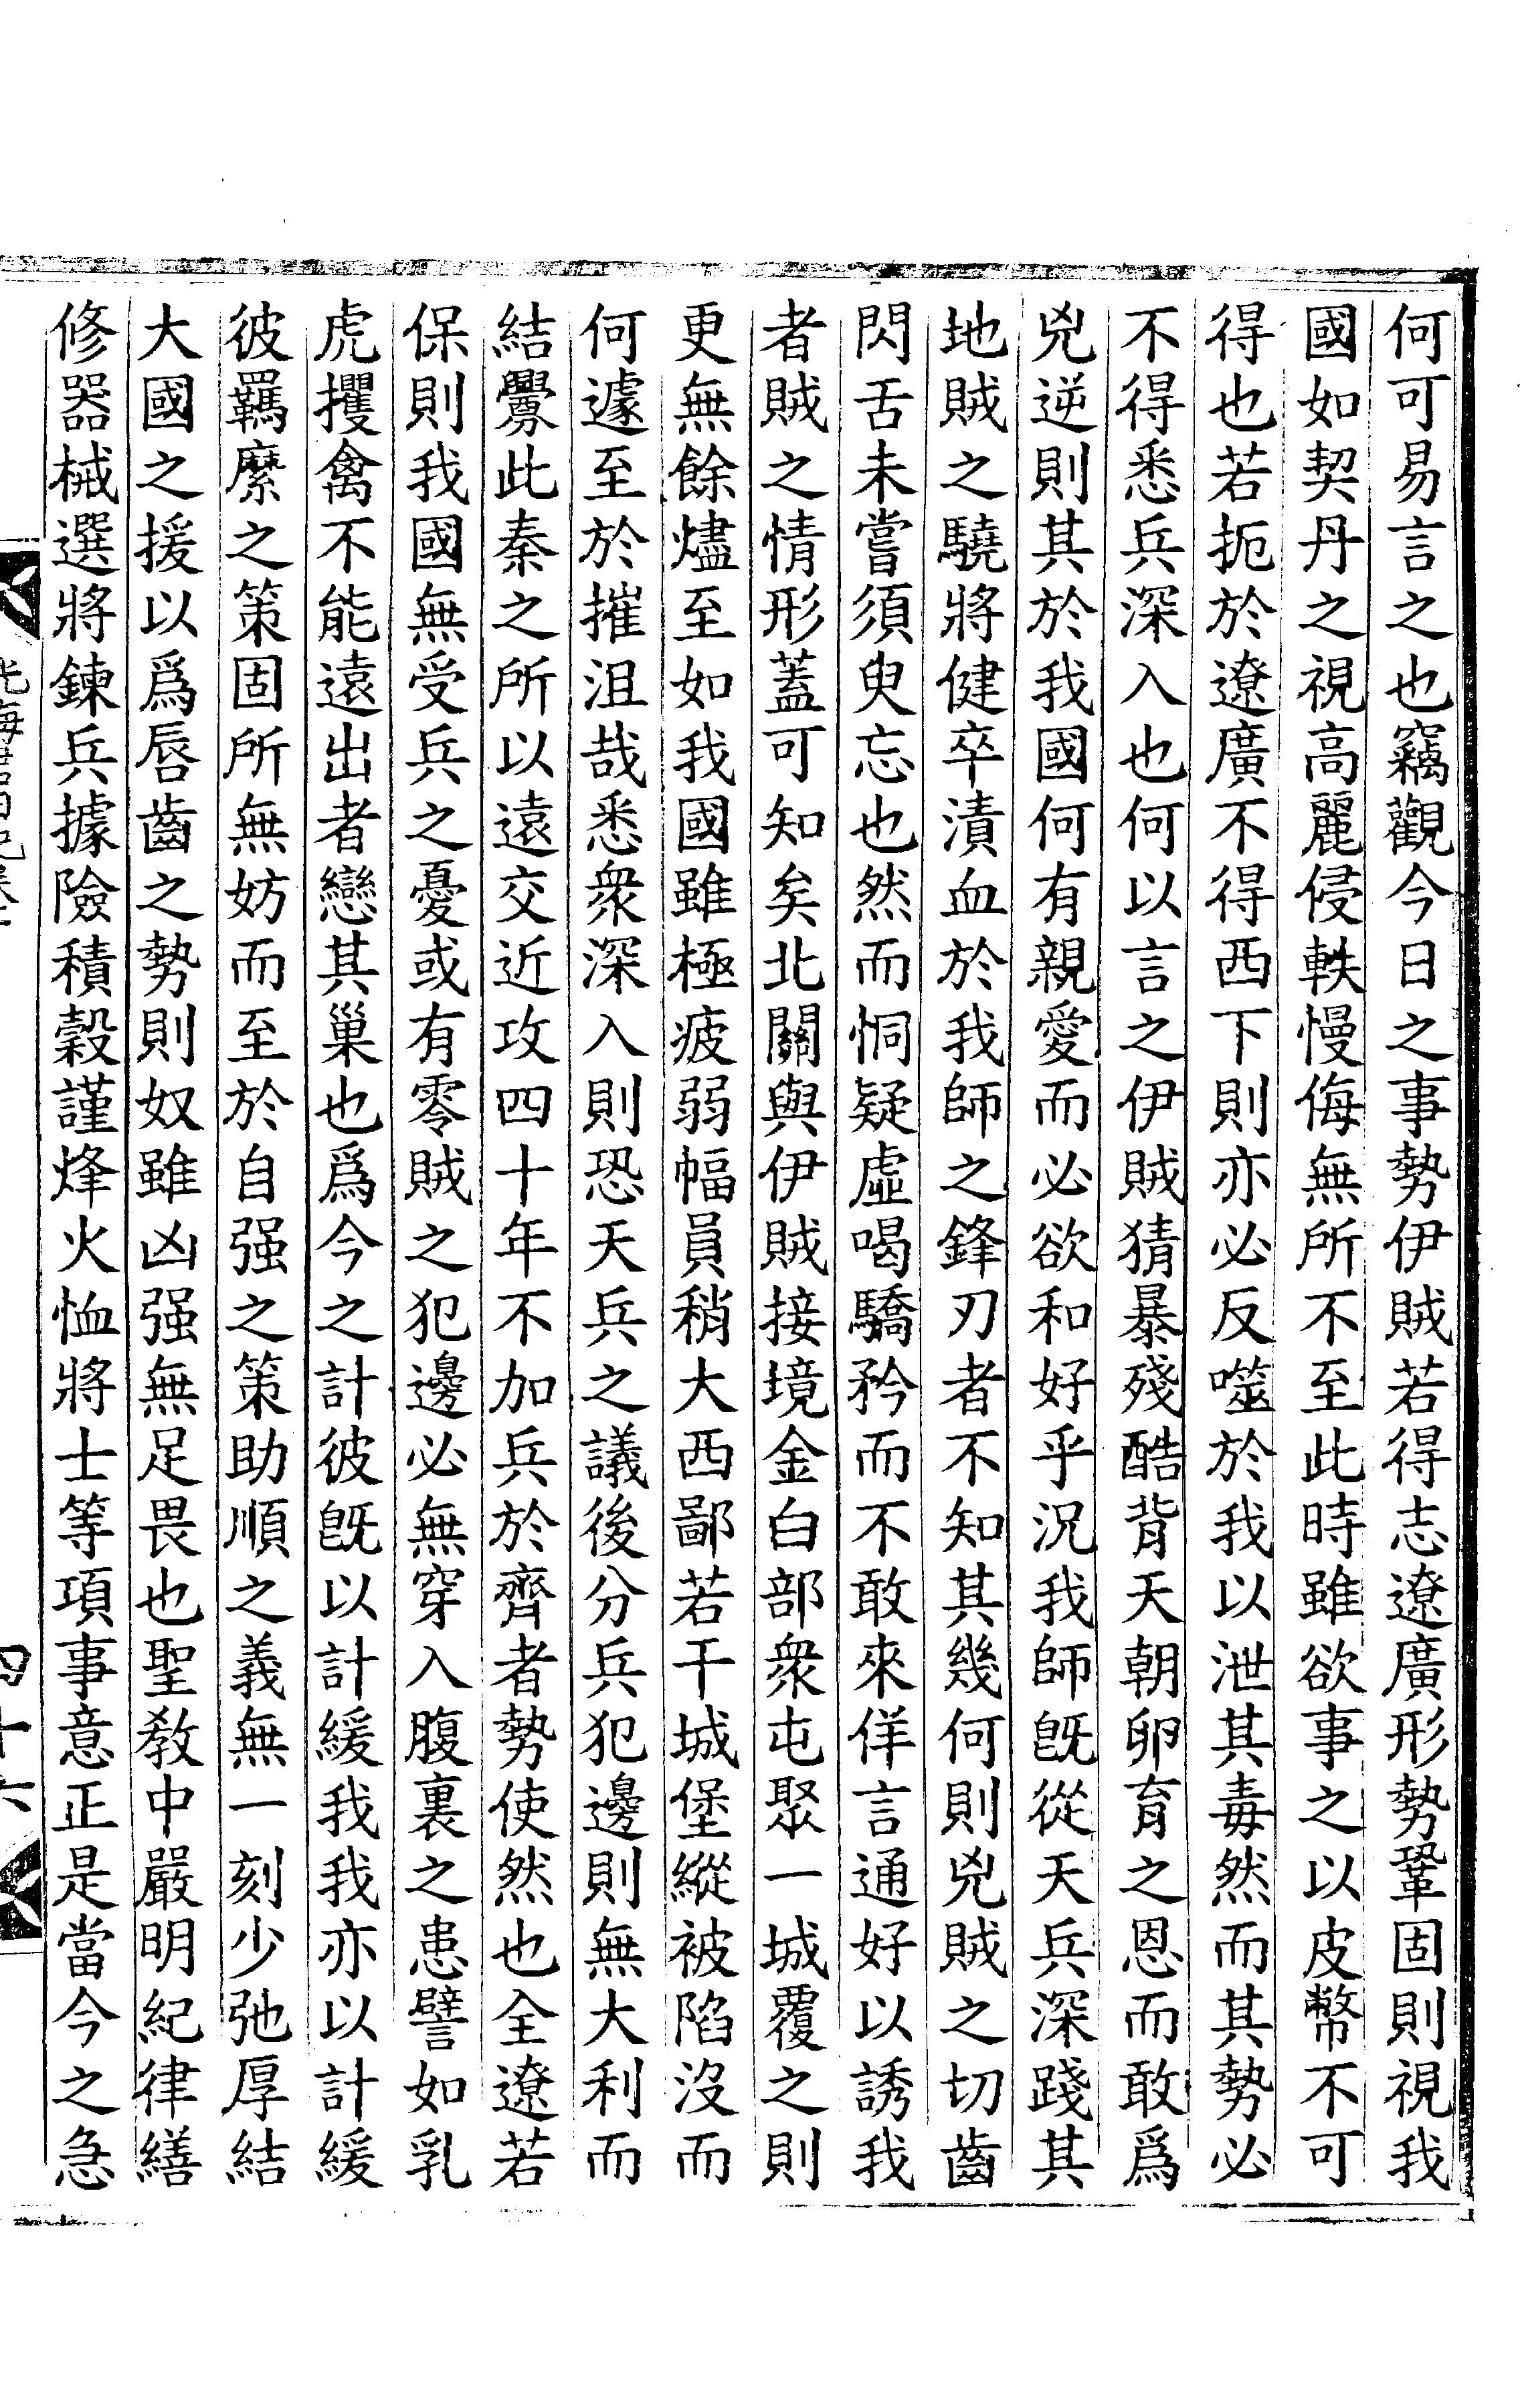 何可易言之也竊觀今日之事勢伊賊若得志遼廣形勢鞏固則視我
國如契丹之視高麗侵軼慢侮無所不至此時雖欲事之以皮幣不可
得也若扼於遼廣不得西下則亦必反噬於我以泄其毒然而其勢必
不得悉兵深入也何以言之伊賊猜暴殘酷背天朝卵育之恩而敢爲
兇逆則其於我國何有親愛而必欲和好乎況我師旣從天兵深踐其
地賊之驍將健卒漬血於我師之鋒刃者不知其幾何則兇賊之切齒
閃舌未嘗須臾忘也然而恫疑虛喝驕矜而不敢來佯言通好以誘我
者賊之情形蓋可知矣北關與伊賊接境金白部衆屯聚一城覆之則
更無餘燼至如我國雖極疲弱幅員稍大西鄙若干城堡縱被陷沒而
何遽至於摧沮哉悉衆深入則恐天兵之議後分兵犯邊則無大利而
結釁此秦之所以遠交近攻四十年不加兵於齊者勢使然也全遼若
保則我國無受兵之憂或有零賊之犯邊必無穿入腹裏之患譬如乳
虎攫禽不能遠出者戀其巢也爲今之計彼旣以計緩我我亦以計緩
彼羈縻之策固所無妨而至於自强之策助順之義無一刻少弛厚結
大國之援以爲唇齒之勢則奴雖凶强無足畏也聖敎中嚴明紀律繕
修器械選將鍊兵據險積穀謹烽火恤將士等項事意正是當今之急
光海君日記卷十
四十六